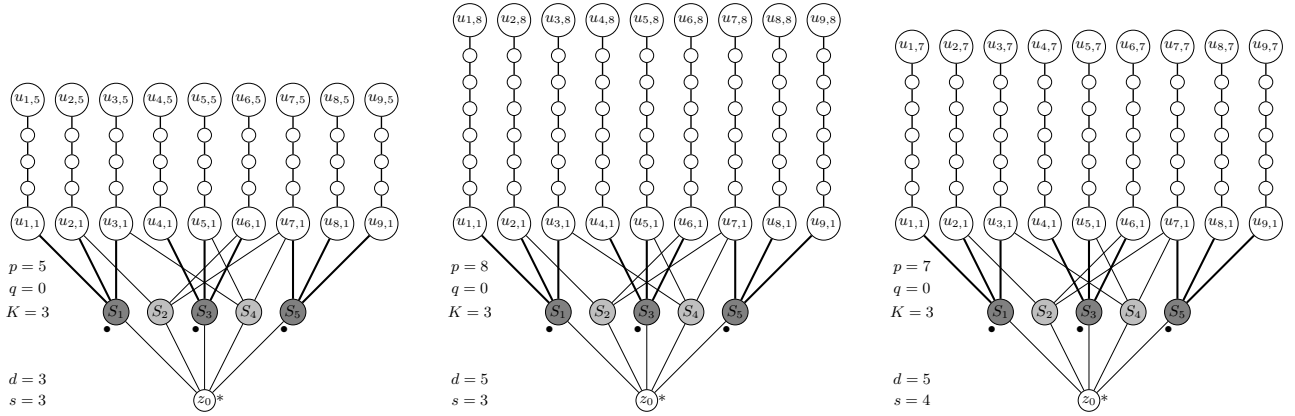 u1,5 u2,5 u3,5 u4,5 u5,5 u6,5 u7,5 u8,5 u9,5
u1,1 u2,1 u3,1 u4,1 u5,1 u6,1 u7,1 u8,1 u9,1
p = 5
q = 0
K = 3
S1 S2 S3 S4 S5
d = 3
s = 3
z0 *
u1,8 u2,8 u3,8 u4,8 u5,8 u6,8 u7,8 u8,8 u9,8
u1,1 u2,1 u3,1 u4,1 u5,1 u6,1 u7,1 u8,1 u9,1
p = 8
q = 0
K = 3
S1 S2 S3 S4 S5
d = 5
s = 3
z0 *
u1,7 u2,7 u3,7 u4,7 u5,7 u6,7 u7,7 u8,7 u9,7
u1,1 u2,1 u3,1 u4,1 u5,1 u6,1 u7,1 u8,1 u9,1
p = 7
q = 0
K = 3
S1 S2 S3 S4 S5
d = 5
s = 4
z0 *